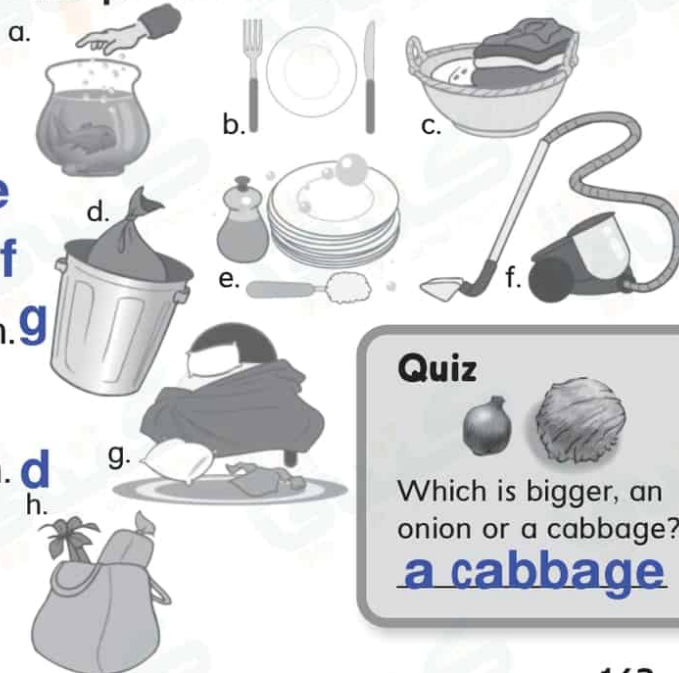 a.
b.
c.
e
d.
f
e.
f.
g
Quiz
. d
g.
h.
Which is bigger, an
onion or a cabbage?
a cabbage